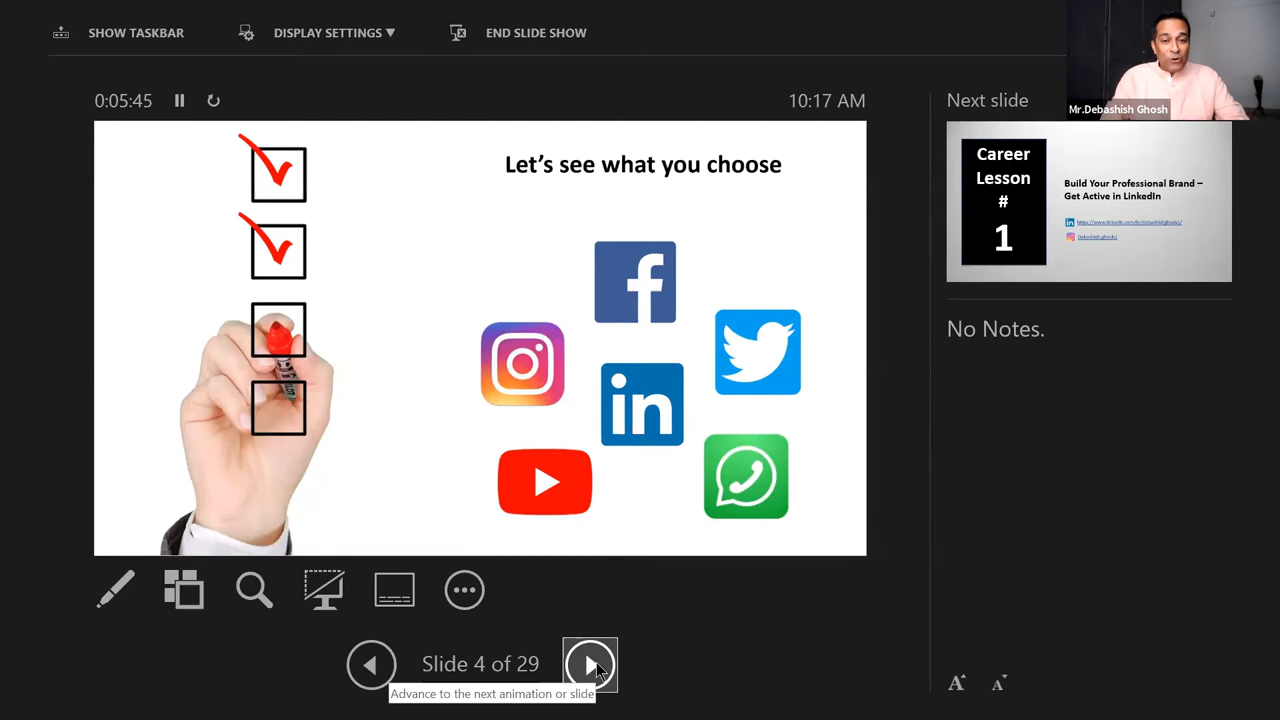 SHOW TASKBAR
DISPLAY SETTINGS ▼
END SLIDE SHOW
0:05:45
10:17 AM
Next slide
Mr.Debashish Ghosh
Let's see what you choose
f
in
Career
Lesson
#
1
Build Your Professional Brand –
Get Active in LinkedIn
in
No Notes.
Slide 4 of 29
Advance to the next animation or slide
A
A